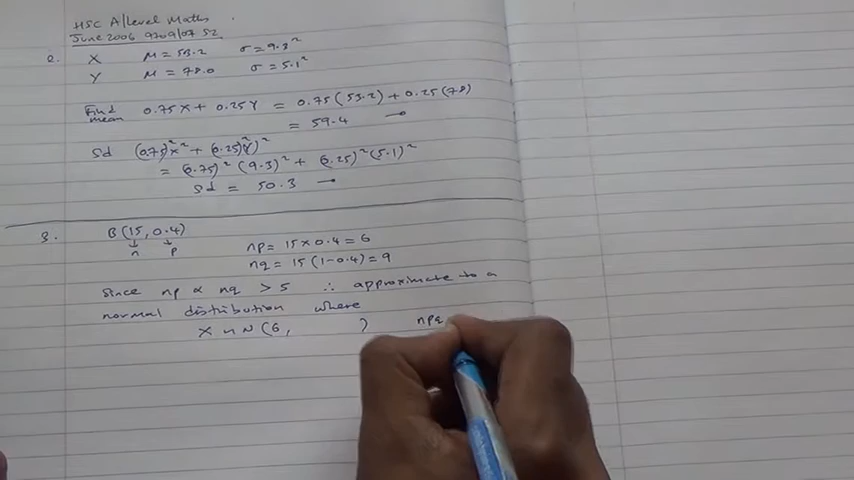 HSC A/Level Maths
June 2006 9709/07 S2
2. X μ = 53.2 σ = 9.3²
Y μ = 78.0 σ = 5.1²
Find mean 0.75X + 0.25Y = 0.75(53.2) + 0.25(78)
= 59.4
Sd (0.75)²X² + (0.25)²(Y)²
= (0.75)²(9.3)² + (0.25)²(5.1)²
Sd = 50.3
3. B(15, 0.4)
n p
np = 15 × 0.4 = 6
nq = 15(1-0.4) = 9
Since np & nq > 5 ∴ approximate to a
normal distribution where
X ~ N(6, ) npq